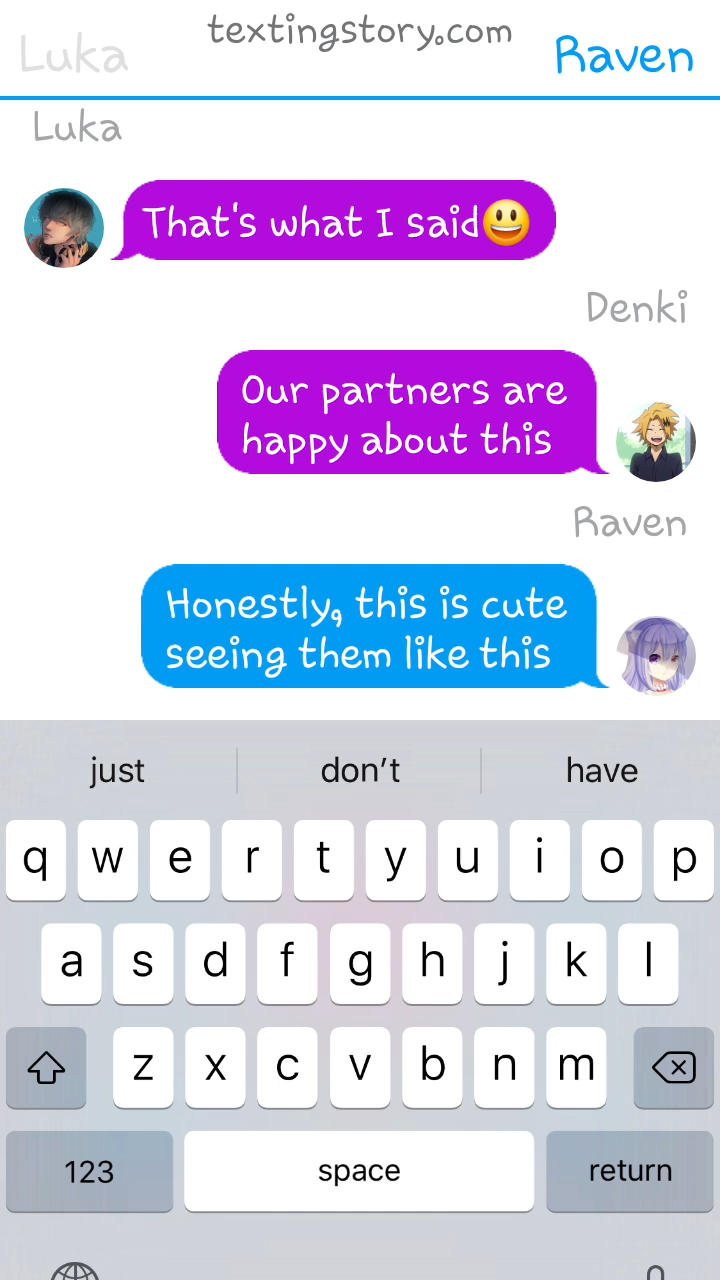 textingstory.com
Luka
Raven
Luka
That's what I said😃
Denki
Our partners are
happy about this
Raven
Honestly, this is cute
seeing them like this
just don't have
q w e r t y u i o p
a s d f g h j k l
z x c v b n m
123 space return